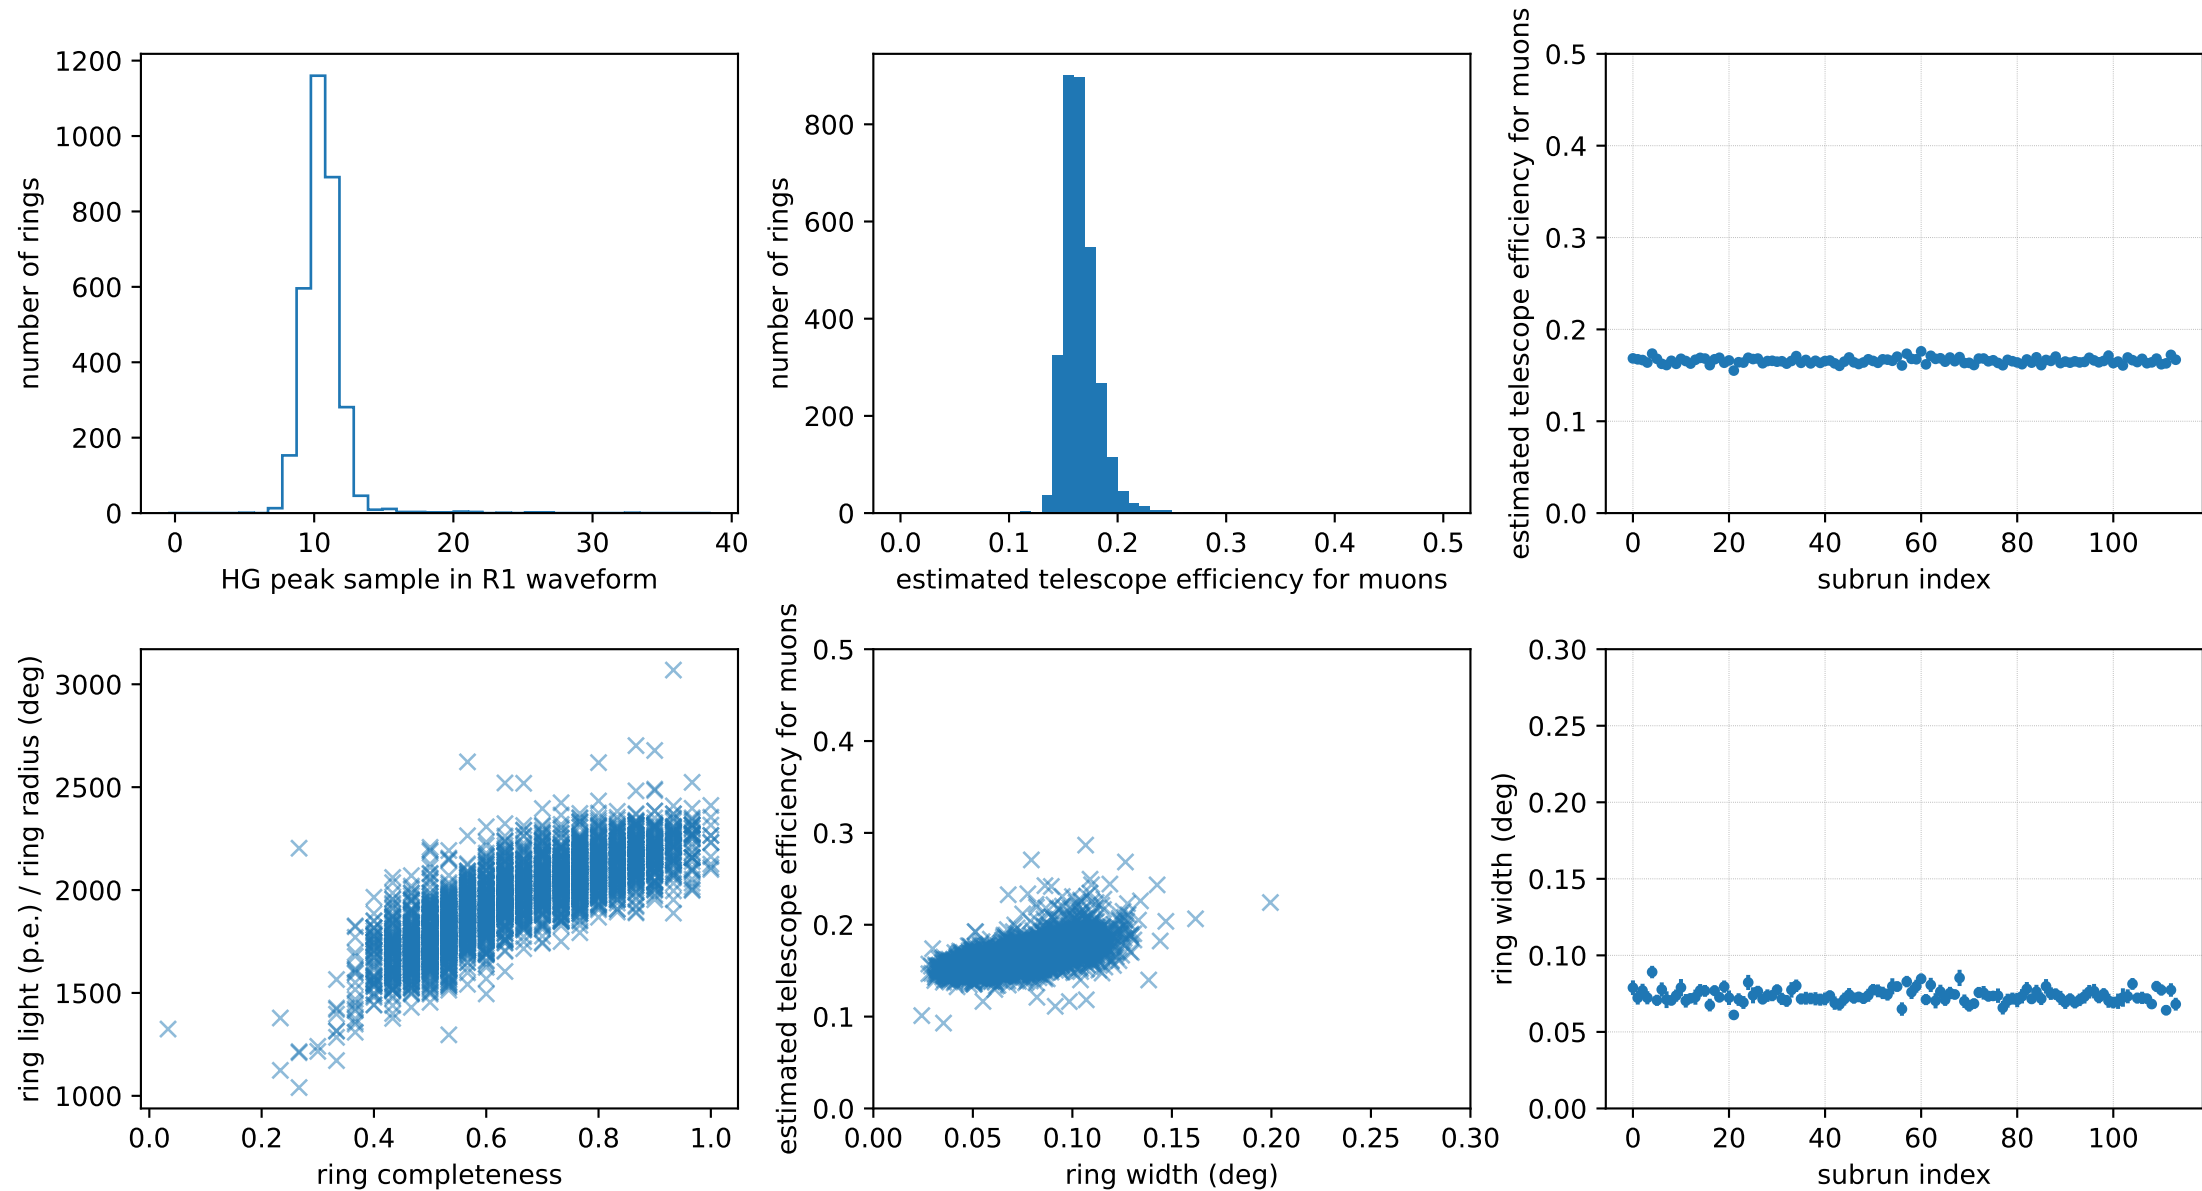 1200
1000
800
600
400
200
0
number of rings
0 10 20 30 40
HG peak sample in R1 waveform
800
600
400
200
0
number of rings
0.0 0.1 0.2 0.3 0.4 0.5
estimated telescope efficiency for muons
0.5
0.4
0.3
0.2
0.1
0.0
estimated telescope efficiency for muons
0 20 40 60 80 100
subrun index
3000
2500
2000
1500
1000
ring light (p.e.) / ring radius (deg)
0.0 0.2 0.4 0.6 0.8 1.0
ring completeness
0.5
0.4
0.3
0.2
0.1
0.0
estimated telescope efficiency for muons
0.00 0.05 0.10 0.15 0.20 0.25 0.30
ring width (deg)
0.30
0.25
0.20
0.15
0.10
0.05
0.00
ring width (deg)
0 20 40 60 80 100
subrun index